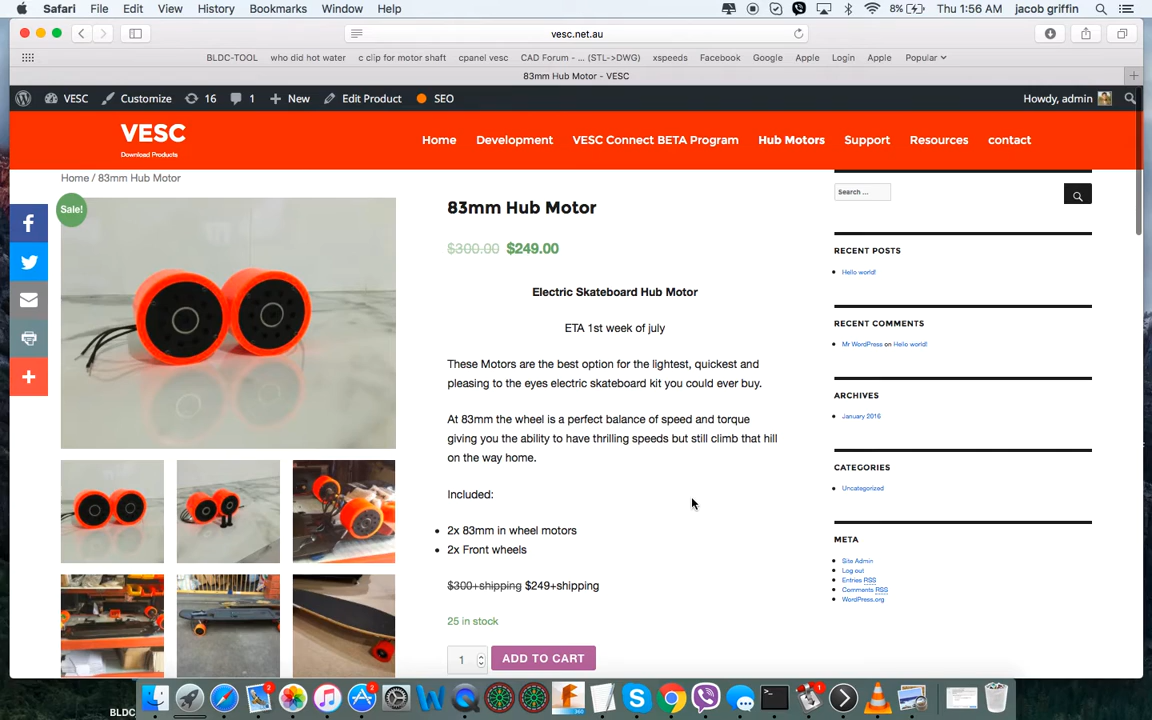 Safari File Edit View History Bookmarks Window Help 8% Thu 1:56 AM jacob griffin
vesc.net.au
BLDC-TOOL who did hot water c clip for motor shaft cpanel vesc CAD Forum - ... (STL->DWG) xspeeds Facebook Google Apple Login Apple Popular
83mm Hub Motor - VESC
VESC Customize 16 1 New Edit Product SEO Howdy, admin
VESC
Download Products
Home Development VESC Connect BETA Program Hub Motors Support Resources contact
Home / 83mm Hub Motor
Sale!
83mm Hub Motor
$300.00 $249.00
Electric Skateboard Hub Motor
ETA 1st week of july
These Motors are the best option for the lightest, quickest and
pleasing to the eyes electric skateboard kit you could ever buy.
At 83mm the wheel is a perfect balance of speed and torque
giving you the ability to have thrilling speeds but still climb that hill
on the way home.
Included:
2x 83mm in wheel motors
2x Front wheels
$300+shipping $249+shipping
25 in stock
1 ADD TO CART
Search ...
RECENT POSTS
Hello world!
RECENT COMMENTS
Mr WordPress on Hello world!
ARCHIVES
January 2016
CATEGORIES
Uncategorized
META
Site Admin
Log out
Entries RSS
Comments RSS
WordPress.org
2 2 360 1
BLDC